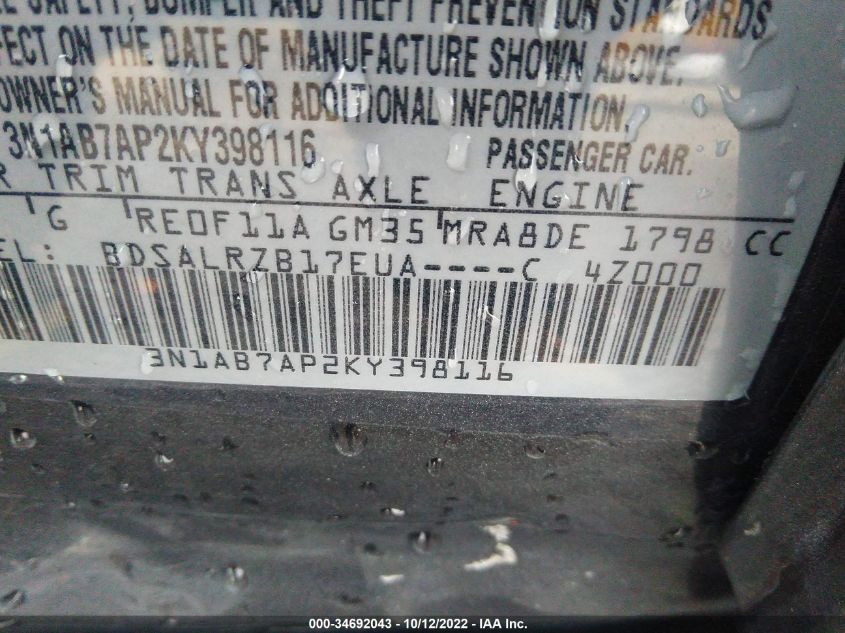 SAFETY, BUMPER AND THEFT PREVENTION STANDARDS
EFFECT ON THE DATE OF MANUFACTURE SHOWN ABOVE.
OWNER'S MANUAL FOR ADDITIONAL INFORMATION.
3N1AB7AP2KY398116 PASSENGER CAR.
R TRIM TRANS AXLE ENGINE
G RE0F11A GM35 MRA8DE 1798 CC
EL: BDSALRZB17EUA----C 4Z000
3N1AB7AP2KY398116
000-34692043 - 10/12/2022 - IAA Inc.